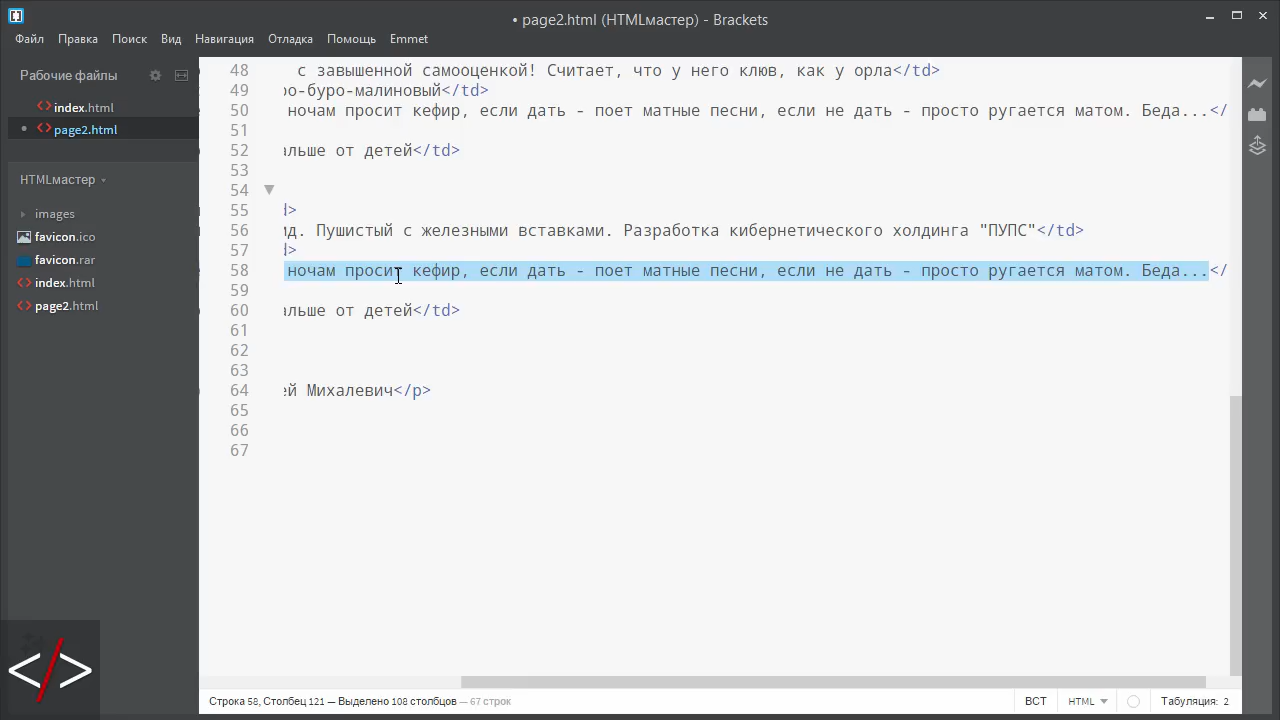 • page2.html (HTMLмастер) - Brackets
Файл Правка Поиск Вид Навигация Отладка Помощь Emmet
Рабочие файлы
<> index.html
• <> page2.html
HTMLмастер
images
favicon.ico
favicon.rar
<> index.html
<> page2.html
48 с завышенной самооценкой! Считает, что у него клюв, как у орла</td>
49 ро-буро-малиновый</td>
50 ночам просит кефир, если дать - поет матные песни, если не дать - просто ругается матом. Беда...</
51
52 альше от детей</td>
53
54
55 d>
56 ид. Пушистый с железными вставками. Разработка кибернетического холдинга "ПУПС"</td>
57 d>
58 ночам просит кефир, если дать - поет матные песни, если не дать - просто ругается матом. Беда...</
59
60 альше от детей</td>
61
62
63
64 ей Михалевич</p>
65
66
67
</>
Строка 58, Столбец 121 — Выделено 108 столбцов — 67 строк
ВСТ HTML Табуляция: 2